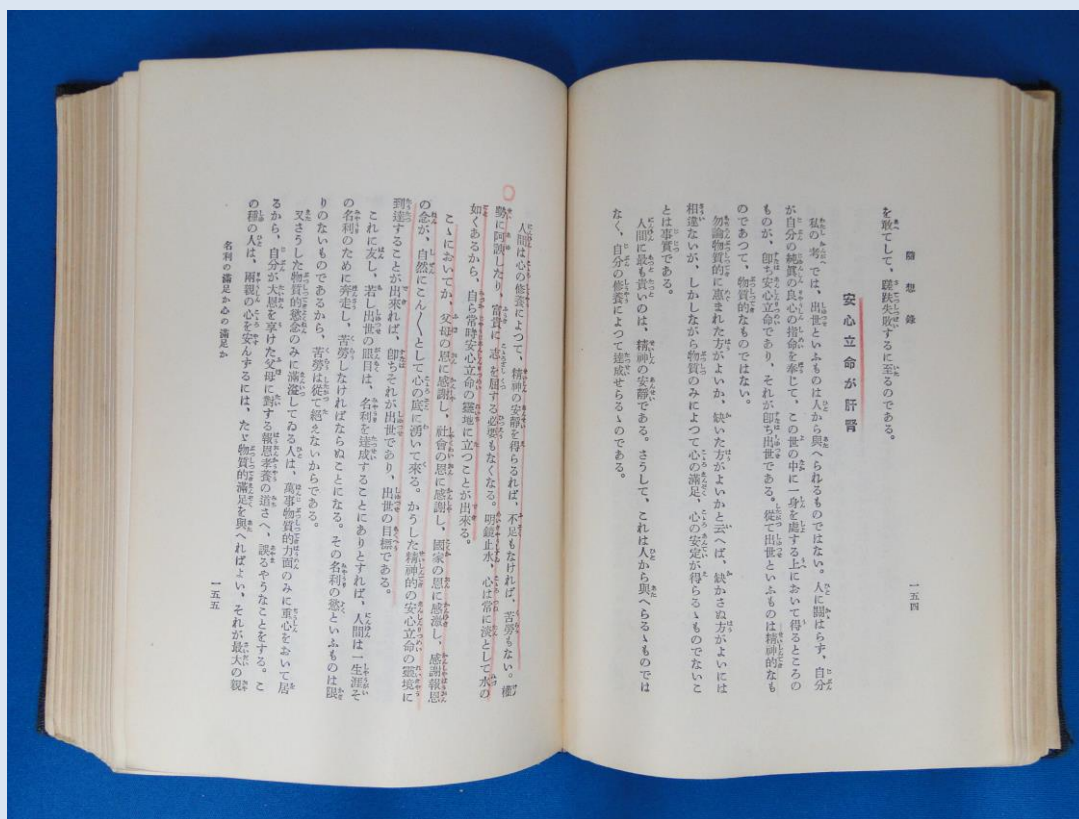 隨想錄
一五四
を敢てして、蹉跌失敗するに至るのである。
安心立命が肝腎
私の考では、出世といふものは人から與へられるものではない。人に關はらず、自分
が自分の純眞の良心の指命を奉じて、この世の中に一身を處する上において得るところの
ものが、卽ち安心立命であり、それが卽ち出世である。從て出世といふものは精神的なも
のであつて、物質的なものではない。
勿論物質的に惠まれた方がよいか、缺いた方がよいかと云へば、缺かさぬ方がよいには
相違ないが、しかしながら物質のみによつて心の滿足、心の安定が得らるゝものでないこ
とは事實である。
人間に最も貴いのは、精神の安靜である。さうして、これは人から與へらるゝものでは
なく、自分の修養によつて達成せらるゝのである。
人間は心の修養によつて、精神の安靜を得らるれば、不足もなければ、苦勞もない。權
勢に阿諛したり、富貴に志を屈する必要もなくなる。明鏡止水、心は常に淡として水の
如くあるから、自ら常時安心立命の靈地に立つことが出來る。
こゝにおいてか、父母の恩に感謝し、社會の恩に感謝し、國家の恩に感激し、感謝報恩
の念が、自然にこん〱として心の底に湧いて來る。かうした精神的の安心立命の靈境に
到達することが出來れば、卽ちそれが出世であり、出世の目標である。
これに反し、若し出世の眼目は、名利を達成することにありとすれば、人間は一生涯そ
の名利のために奔走し、苦勞しなければならぬことになる。その名利の慾といふものは限
りのないものであるから、苦勞は從て絕えないからである。
又さうした物質的慾念のみに滿溢してゐる人は、萬事物質的方面のみに重心をおいて居
るから、自分が大恩を享けた父母に對する報恩孝養の道さへ、誤るやうなことをする。こ
の種の人は、兩親の心を安んずるには、たゞ物質的滿足を與へればよい、それが最大の親
名利の滿足か心の滿足か
一五五